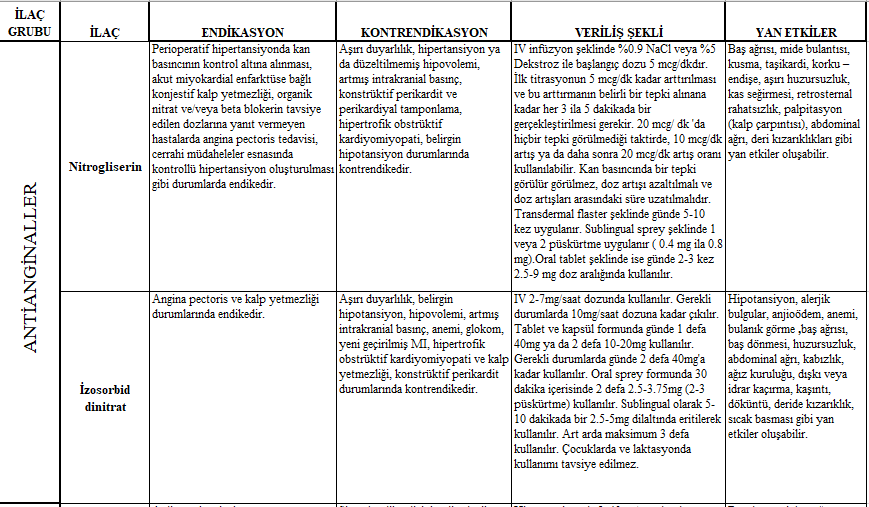 İLAÇ
GRUBU
İLAÇ
ENDİKASYON
KONTRENDİKASYON
VERİLİŞ ŞEKLİ
YAN ETKİLER
ANTİANGİNALLER
Nitrogliserin
Perioperatif hipertansiyonda kan
basıncının kontrol altına alınması,
akut miyokardial enfarktüse bağlı
konjestif kalp yetmezliği, organik
nitrat ve/veya beta blokerin tavsiye
edilen dozlarına yanıt vermeyen
hastalarda angina pectoris tedavisi,
cerrahi müdaheleler esnasında
kontrollü hipertansiyon oluşturulması
gibi durumlarda endikedir.
Aşırı duyarlılık, hipertansiyon ya
da düzeltilmemiş hipovolemi,
artmış intrakranial basınç,
konstrüktif perikardit ve
perikardiyal tamponlama,
hipertrofik obstrüktif
kardiyomiyopati, belirgin
hipotansiyon durumlarında
kontrendikedir.
IV infüzyon şeklinde %0.9 NaCl veya %5
Dekstroz ile başlangıç dozu 5 mcg/dkdır.
İlk titrasyonun 5 mcg/dk kadar arttırılması
ve bu arttırmanın belirli bir tepki alınana
kadar her 3 ila 5 dakikada bir
gerçekleştirilmesi gerekir. 20 mcg/ dk 'da
hiçbir tepki görülmediği taktirde, 10 mcg/dk
artış ya da daha sonra 20 mcg/dk artış oranı
kullanılabilir. Kan basıncında bir tepki
görülür görülmez, doz artışı azaltılmalı ve
doz artışları arasındaki süre uzatılmalıdır.
Transdermal flaster şeklinde günde 5-10
kez uygulanır. Sublingual sprey şeklinde 1
veya 2 püskürtme uygulanır ( 0.4 mg ila 0.8
mg).Oral tablet şeklinde ise günde 2-3 kez
2.5-9 mg doz aralığında kullanılır.
Baş ağrısı, mide bulantısı,
kusma, taşikardi, korku –
endişe, aşırı huzursuzluk,
kas seğirmesi, retrosternal
rahatsızlık, palpitasyon
(kalp çarpıntısı), abdominal
ağrı, deri kızarıklıkları gibi
yan etkiler oluşabilir.
İzosorbid
dinitrat
Angina pectoris ve kalp yetmezliği
durumlarında endikedir.
Aşırı duyarlılık, belirgin
hipotansiyon, hipovolemi, artmış
intrakranial basınç, anemi, glokom,
yeni geçirilmiş MI, hipertrofik
obstrüktif kardiyomiyopati ve kalp
yetmezliği, konstrüktif perikardit
durumlarında kontrendikedir.
IV 2-7mg/saat dozunda kullanılır. Gerekli
durumlarda 10mg/saat dozuna kadar çıkılır.
Tablet ve kapsül formunda günde 1 defa
40mg ya da 2 defa 10-20mg kullanılır.
Gerekli durumlarda günde 2 defa 40mg'a
kadar kullanılır. Oral sprey formunda 30
dakika içerisinde 2 defa 2.5-3.75mg (2-3
püskürtme) kullanılır. Sublingual olarak 5-
10 dakikada bir 2.5-5mg dilaltında eritilerek
kullanılır. Art arda maksimum 3 defa
kullanılır. Çocuklarda ve laktasyonda
kullanımı tavsiye edilmez.
Hipotansiyon, alerjik
bulgular, anjioödem, anemi,
bulanık görme ,baş ağrısı,
baş dönmesi, huzursuzluk,
abdominal ağrı, kabızlık,
ağız kuruluğu, dışkı veya
idrar kaçırma, kaşıntı,
döküntü, deride kızarıklık,
sıcak basması gibi yan
etkiler oluşabilir.